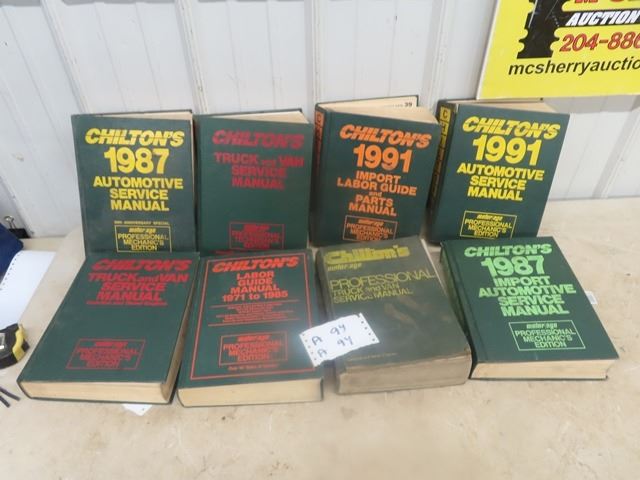 AUCTION
204-886
mcsherryauction
CHILTON'S
1987
AUTOMOTIVE
SERVICE
MANUAL
motor age
PROFESSIONAL
MECHANIC'S
EDITION
CHILTON'S
TRUCK and VAN
SERVICE
MANUAL
motor age
PROFESSIONAL
TECHNICIAN'S
EDITION
39
CHILTON'S
1991
IMPORT
LABOR GUIDE
and
PARTS
MANUAL
CHILTON'S
1991
AUTOMOTIVE
SERVICE
MANUAL
motor age
PROFESSIONAL
MECHANIC'S
EDITION
CHILTON'S
TRUCK and VAN
SERVICE
MANUAL
motor age
PROFESSIONAL
MECHANIC'S
EDITION
CHILTON'S
LABOR
GUIDE
MANUAL
1971 to 1985
motor age
PROFESSIONAL
MECHANIC'S
EDITION
Chilton's
motor age
PROFESSIONAL
TRUCK and VAN
SERVICE MANUAL
A 94
A 94
CHILTON'S
1987
IMPORT
AUTOMOTIVE
SERVICE
MANUAL
motor age
PROFESSIONAL
MECHANIC'S
EDITION